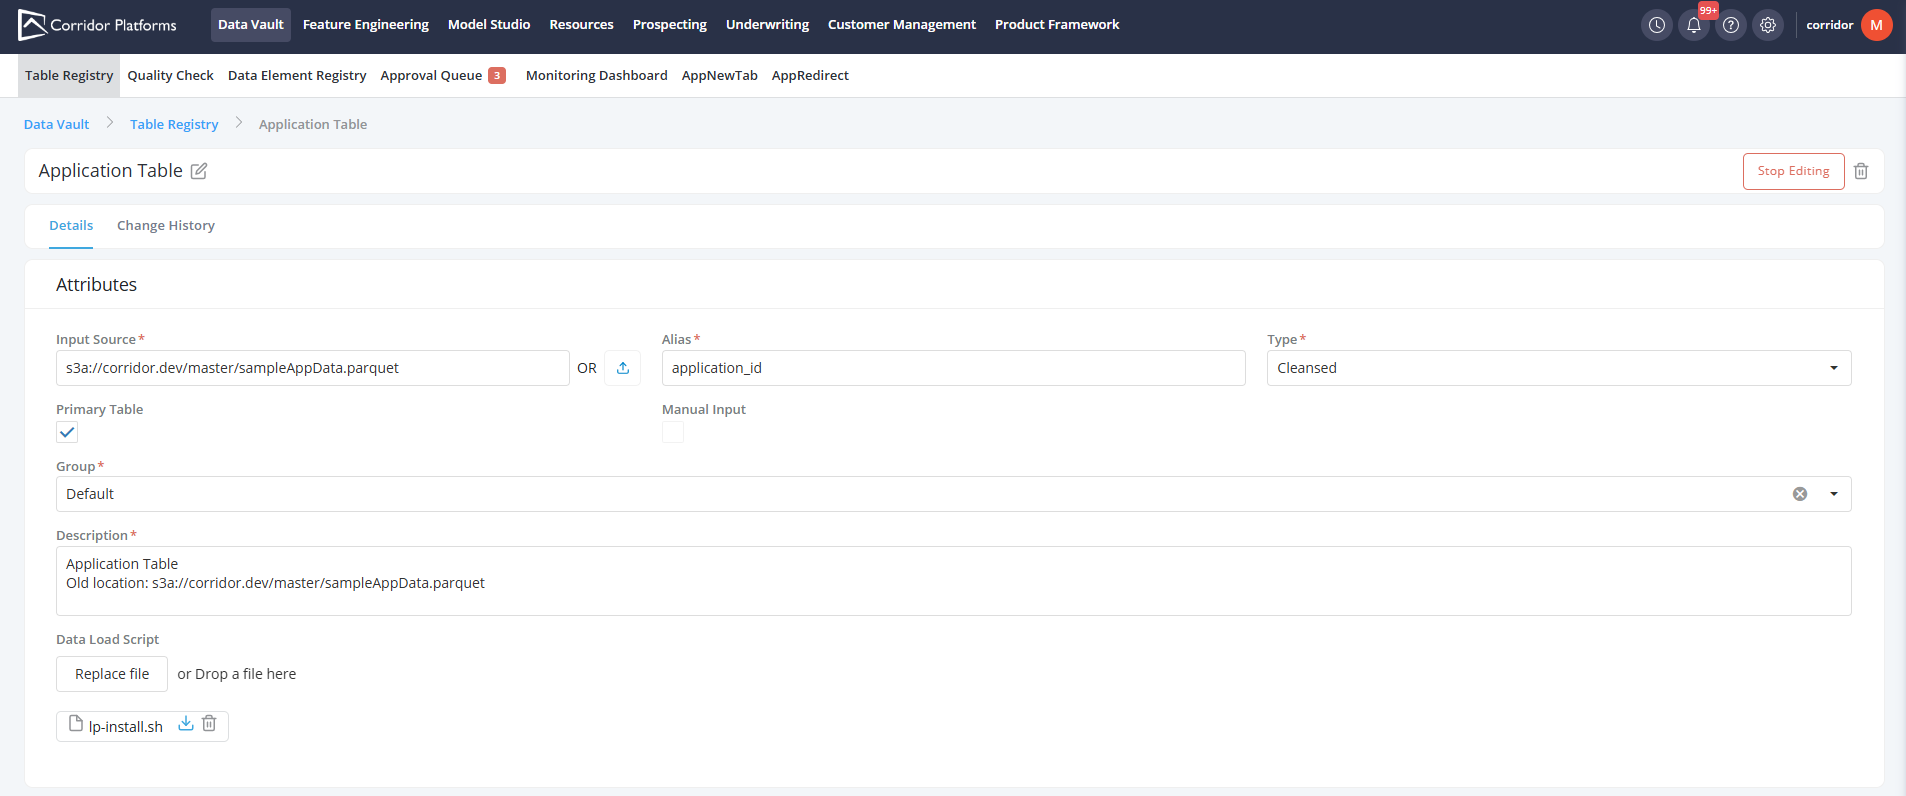 Corridor Platforms Data Vault Feature Engineering Model Studio Resources Prospecting Underwriting Customer Management Product Framework 99+ corridor M
Table Registry Quality Check Data Element Registry Approval Queue 3 Monitoring Dashboard AppNewTab AppRedirect
Data Vault Table Registry Application Table
Application Table Stop Editing
Details Change History
Attributes
Input Source* Alias* Type*
s3a://corridor.dev/master/sampleAppData.parquet OR application_id Cleansed
Primary Table Manual Input
Group*
Default
Description*
Application Table
Old location: s3a://corridor.dev/master/sampleAppData.parquet
Data Load Script
Replace file or Drop a file here
lp-install.sh